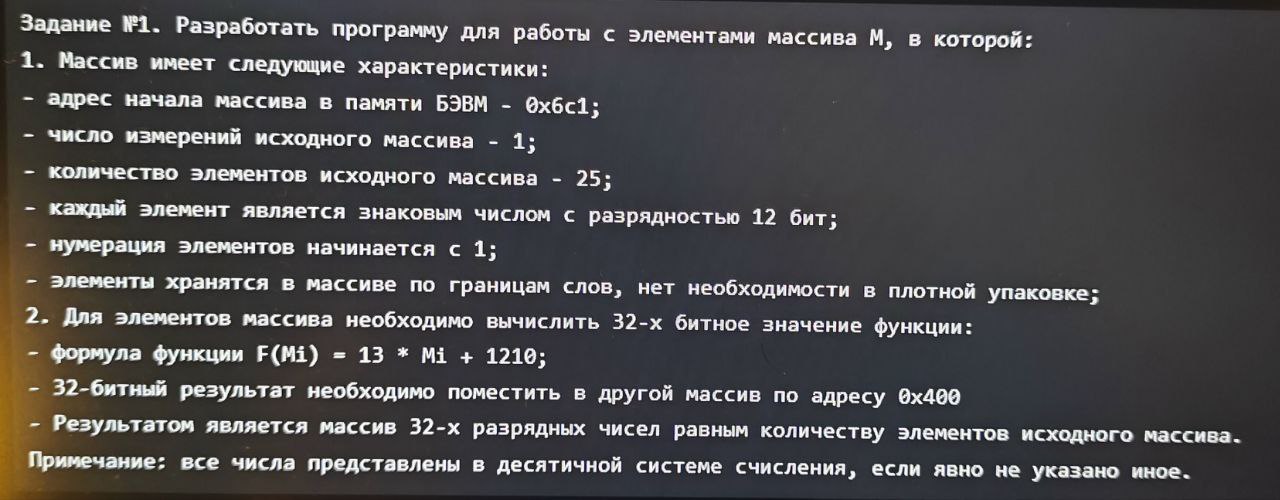 Задание №1. Разработать программу для работы с элементами массива М, в которой:
1. Массив имеет следующие характеристики:
- адрес начала массива в памяти БЭВМ - 0x6c1;
- число измерений исходного массива - 1;
- количество элементов исходного массива - 25;
- каждый элемент является знаковым числом с разрядностью 12 бит;
- нумерация элементов начинается с 1;
- элементы хранятся в массиве по границам слов, нет необходимости в плотной упаковке;
2. Для элементов массива необходимо вычислить 32-х битное значение функции:
- формула функции F(Mi) = 13 * Mi + 1210;
- 32-битный результат необходимо поместить в другой массив по адресу 0x400
- Результатом является массив 32-х разрядных чисел равным количеству элементов исходного массива.
Примечание: все числа представлены в десятичной системе счисления, если явно не указано иное.